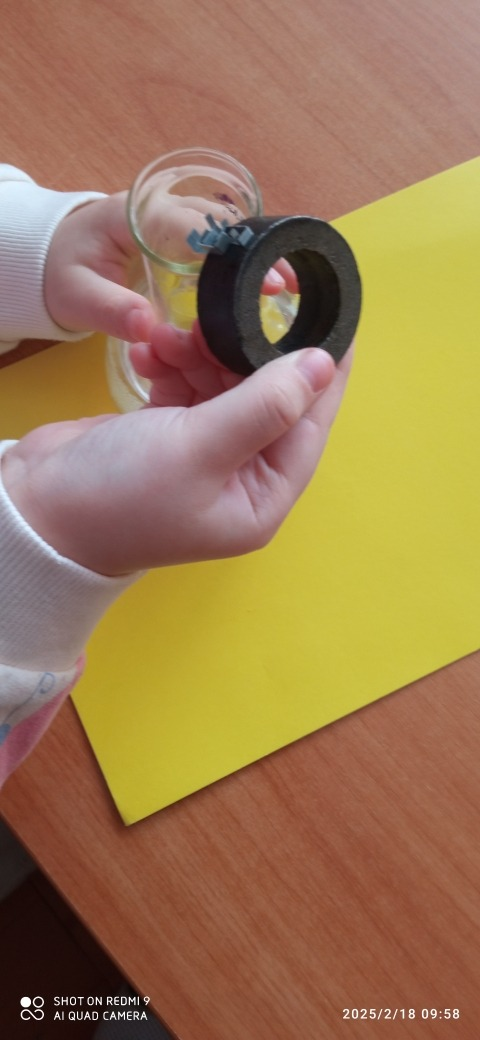 SHOT ON REDMI 9
AI QUAD CAMERA
2025/2/18 09:58